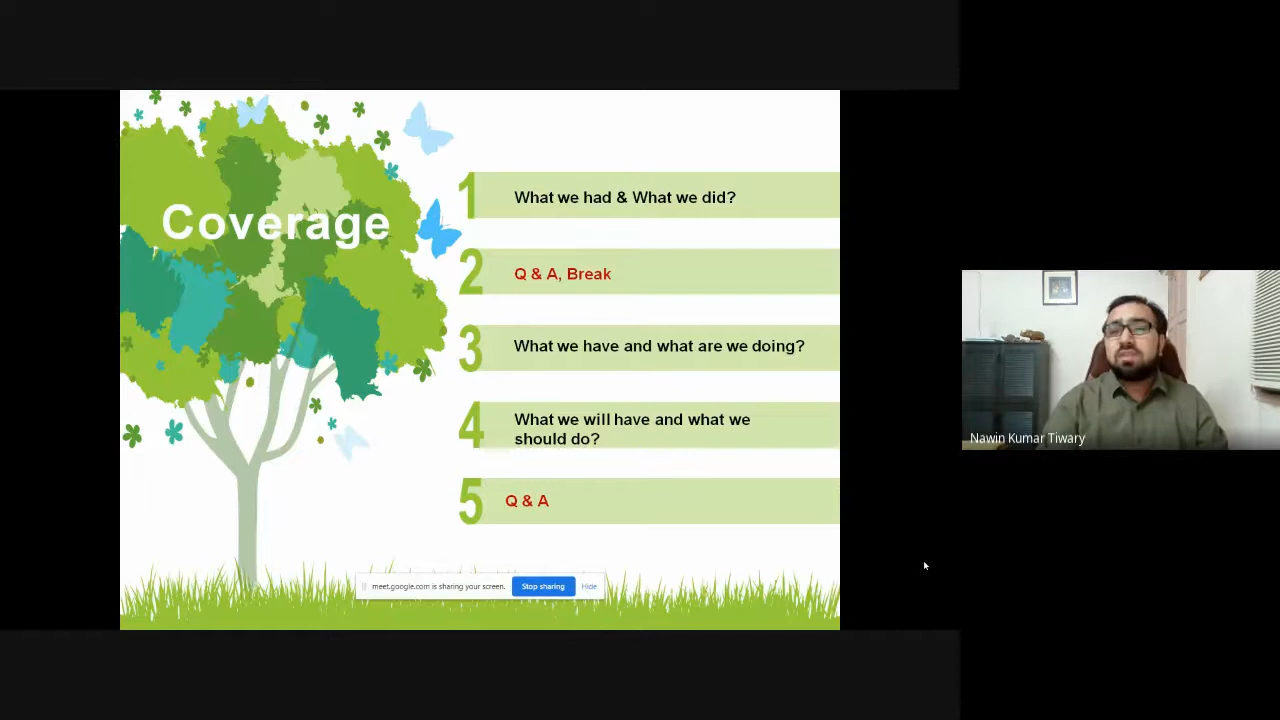 Coverage
1 What we had & What we did?
2 Q & A, Break
3 What we have and what are we doing?
4 What we will have and what we
should do?
5 Q & A
meet.google.com is sharing your screen. Stop sharing Hide
Nawin Kumar Tiwary